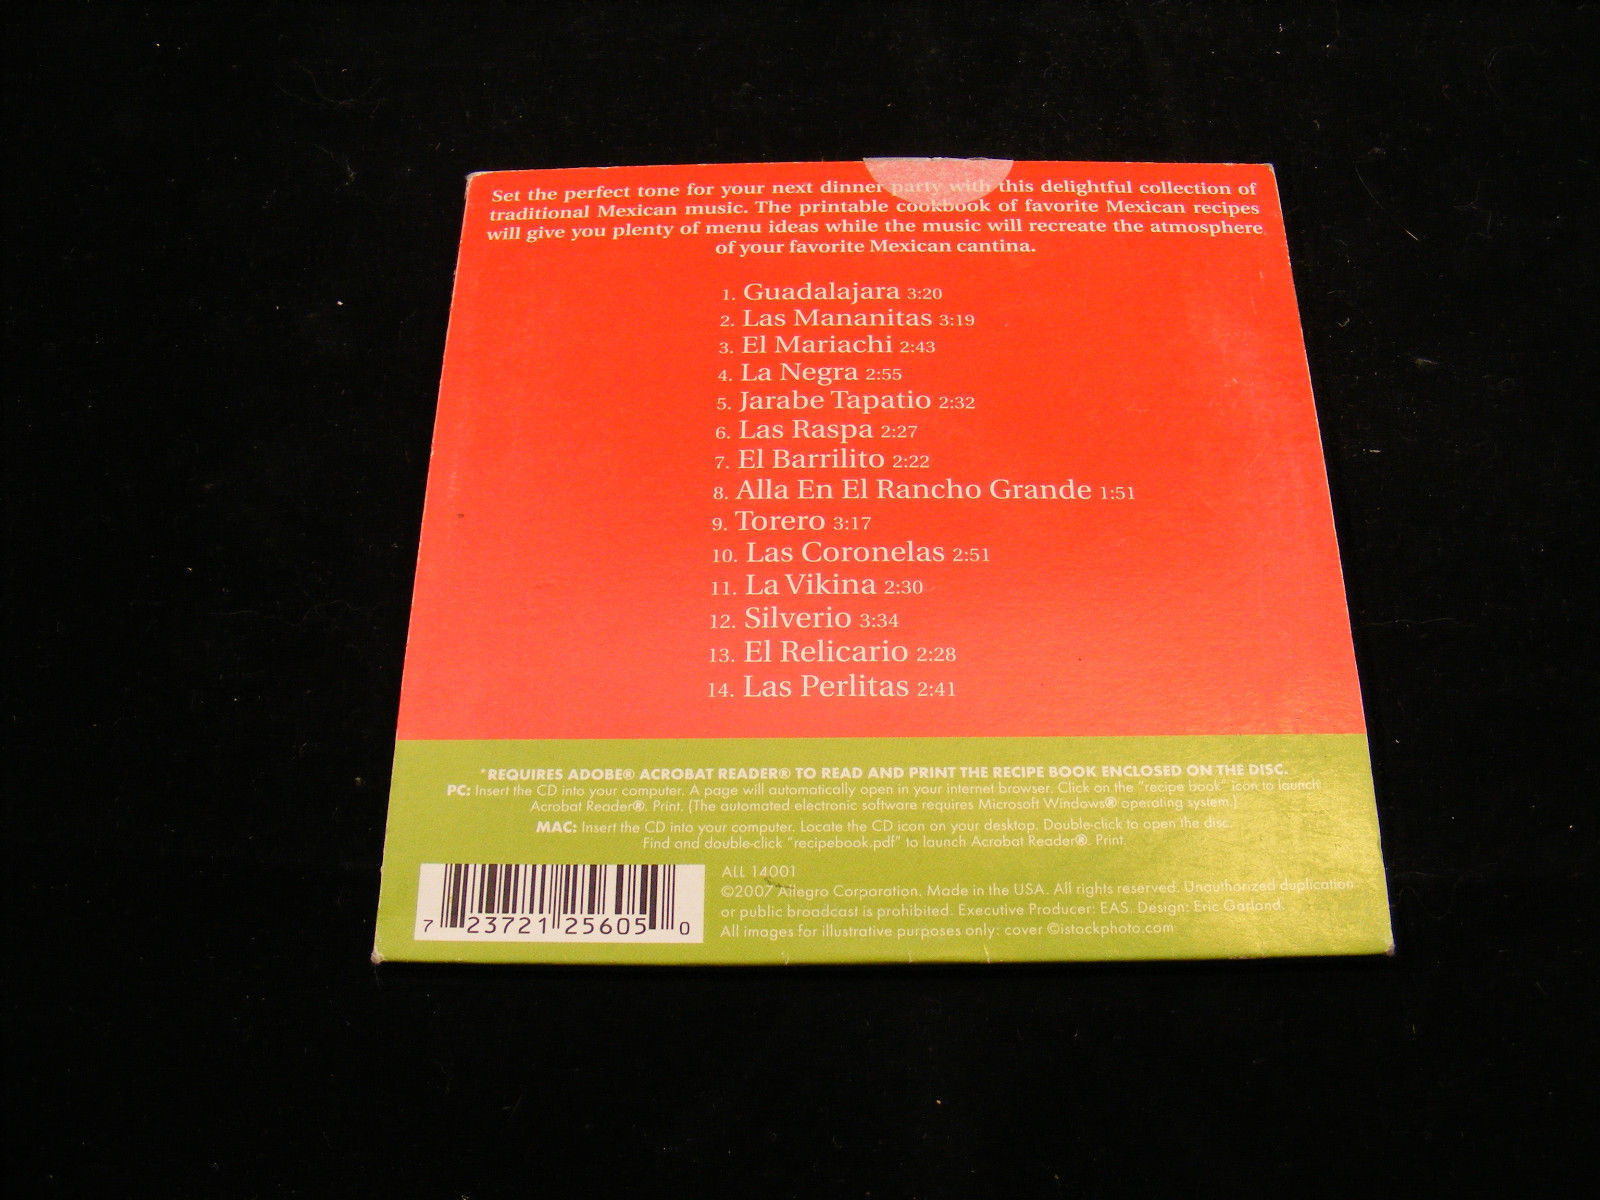 Set the perfect tone for your next dinner party with this delightful collection of
traditional Mexican music. The printable cookbook of favorite Mexican recipes
will give you plenty of menu ideas while the music will recreate the atmosphere
of your favorite Mexican cantina.
1. Guadalajara 3:20
2. Las Mananitas 3:19
3. El Mariachi 2:43
4. La Negra 2:55
5. Jarabe Tapatio 2:32
6. Las Raspa 2:27
7. El Barrilito 2:22
8. Alla En El Rancho Grande 1:51
9. Torero 3:17
10. Las Coronelas 2:51
11. La Vikina 2:30
12. Silverio 3:34
13. El Relicario 2:28
14. Las Perlitas 2:41
*REQUIRES ADOBE® ACROBAT READER® TO READ AND PRINT THE RECIPE BOOK ENCLOSED ON THE DISC.
PC: Insert the CD into your computer. A page will automatically open in your internet browser. Click on the "recipe book" icon to launch
Acrobat Reader®. Print. (The automated electronic software requires Microsoft Windows® operating system.)
MAC: Insert the CD into your computer. Locate the CD icon on your desktop. Double-click to open the disc.
Find and double-click "recipebook.pdf" to launch Acrobat Reader®. Print.
ALL 14001
©2007 Allegro Corporation. Made in the USA. All rights reserved. Unauthorized duplication
or public broadcast is prohibited. Executive Producer: EAS. Design: Eric Garland.
All images for illustrative purposes only: cover ©istockphoto.com
7 23721 25605 0